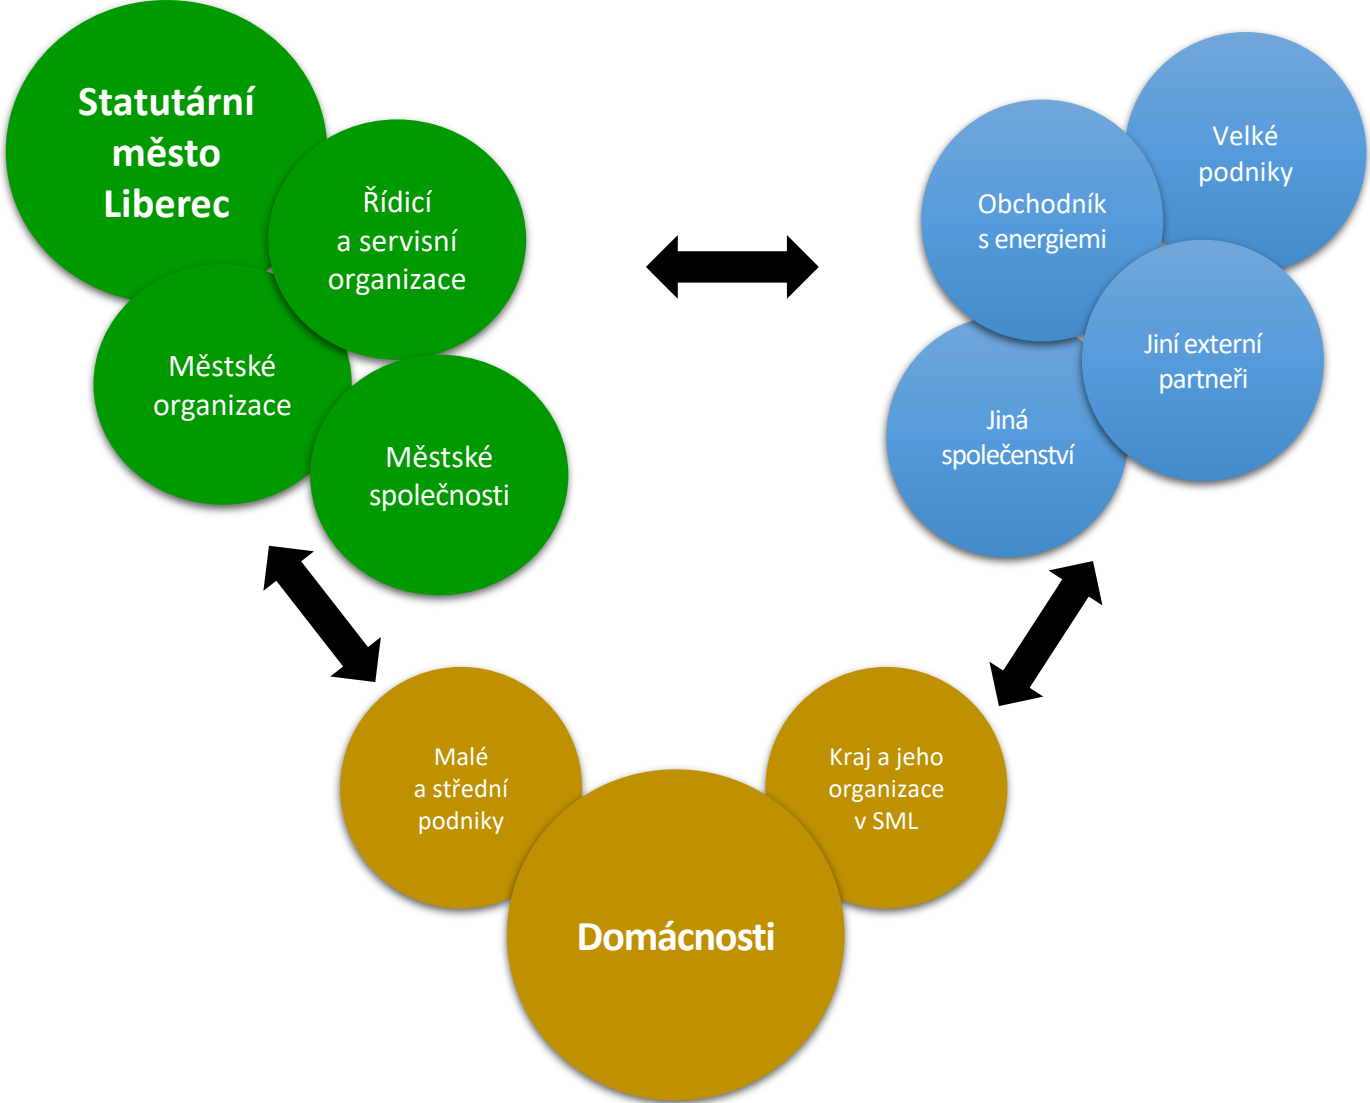 Statutární
město
Liberec
Řídicí
a servisní
organizace
Městské
organizace
Městské
společnosti
Velké
podniky
Obchodník
s energiemi
Jiní externí
partneři
Jiná
společenství
Malé
a střední
podniky
Kraj a jeho
organizace
v SML
Domácnosti